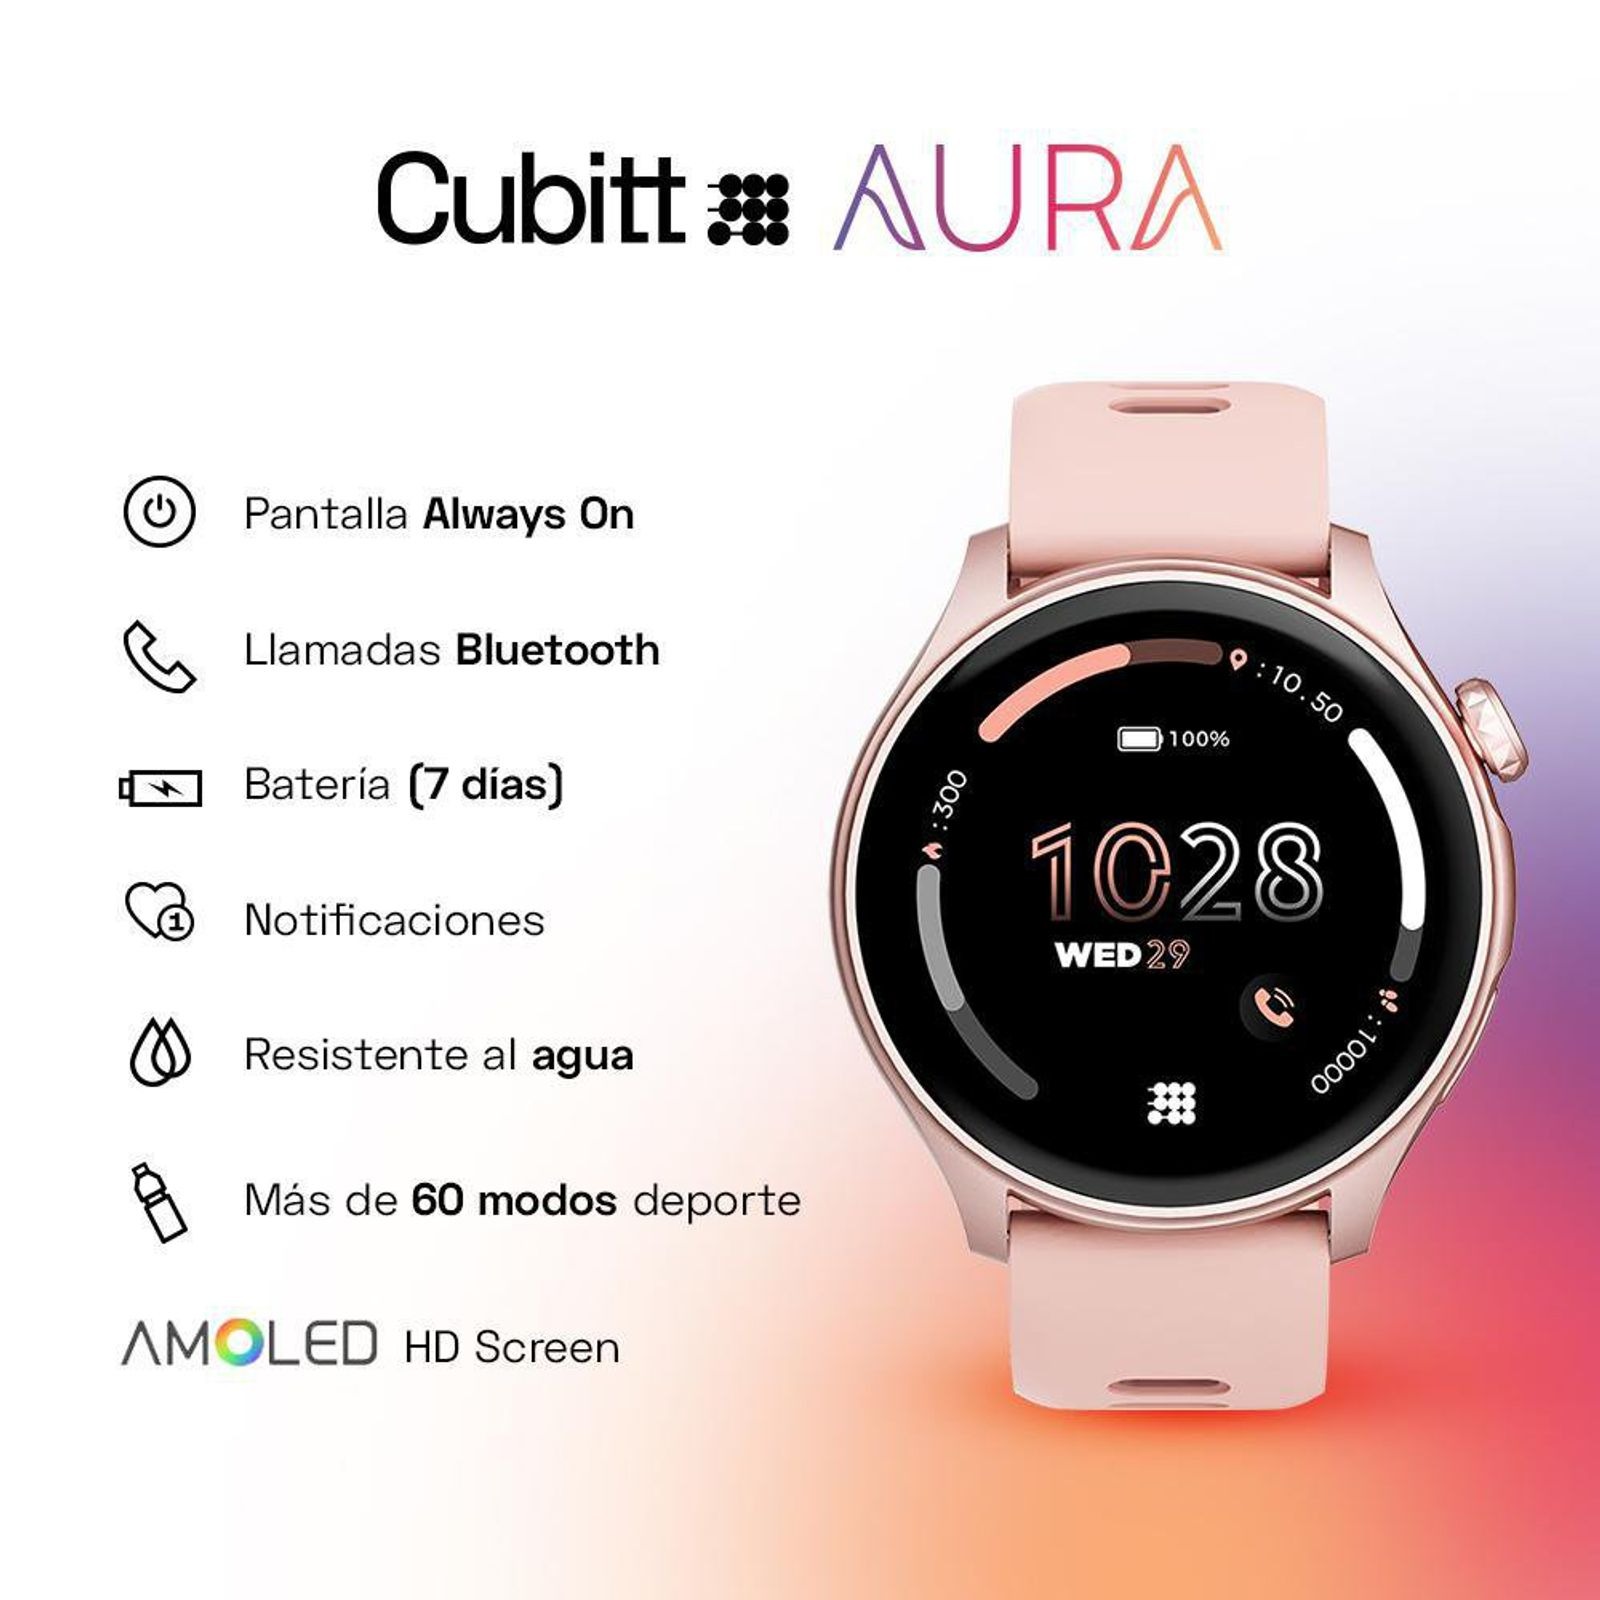 Cubitt AURA
Pantalla Always On
Llamadas Bluetooth
Batería (7 días)
Notificaciones
1
Resistente al agua
Más de 60 modos deporte
AMOLED HD Screen
:10.50
100%
:300
1028
WED 29
:10000